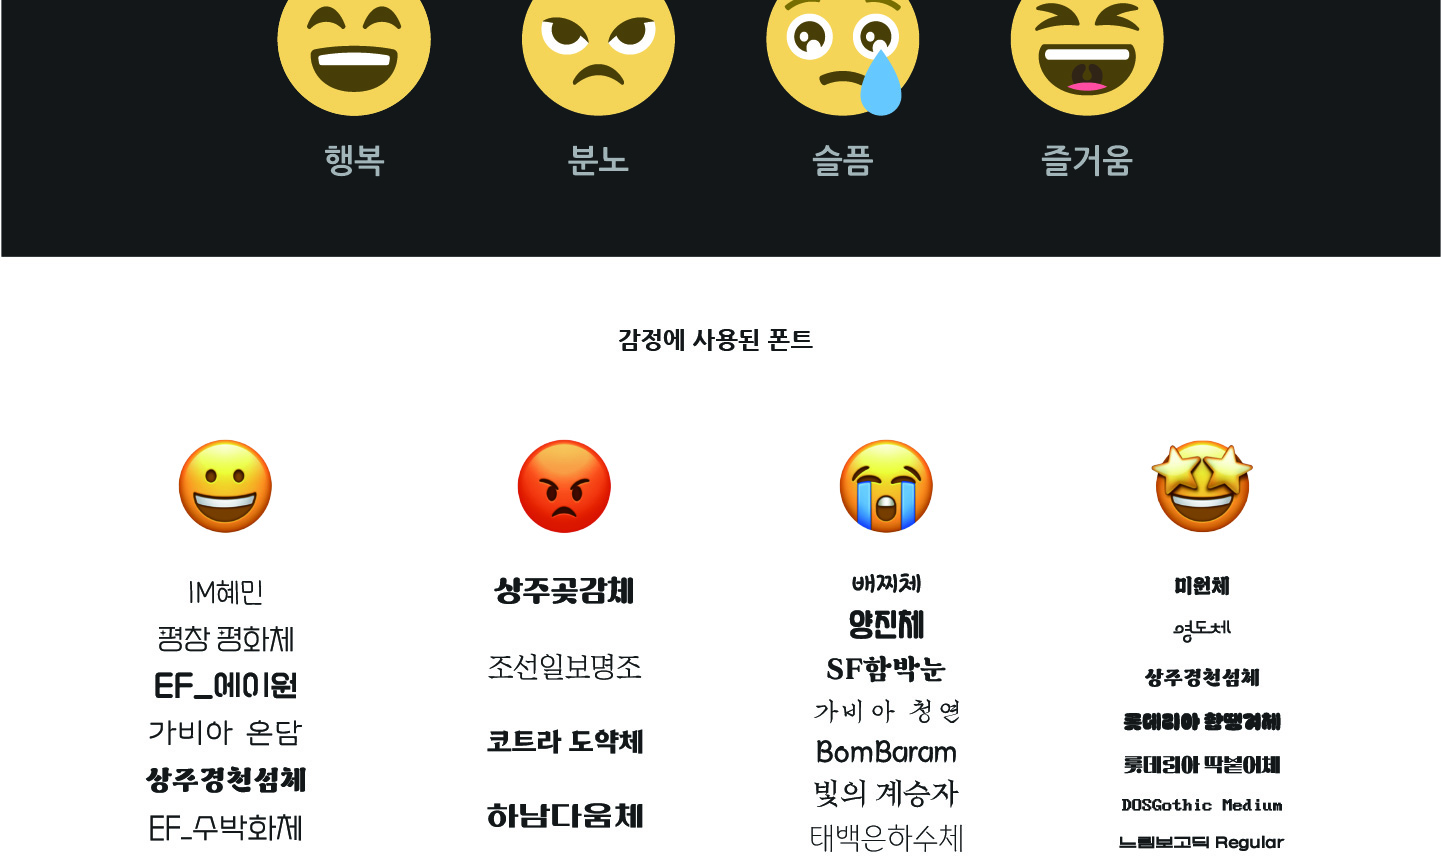 행복
분노
슬픔
즐거움
감정에 사용된 폰트
IM혜민
평창 평화체
EF_에이원
가비아 온담
상주경천섬체
EF_수박화체
상주곶감체
조선일보명조
코트라 도약체
하남다움체
배찌체
양진체
SF함박눈
가비아 청연
BomBaram
빛의 계승자
태백은하수체
미원체
영도체
상주경천섬체
롯데리아 찹땡겨체
롯데리아 딱붙어체
DOSGothic Medium
느릴보고딕 Regular